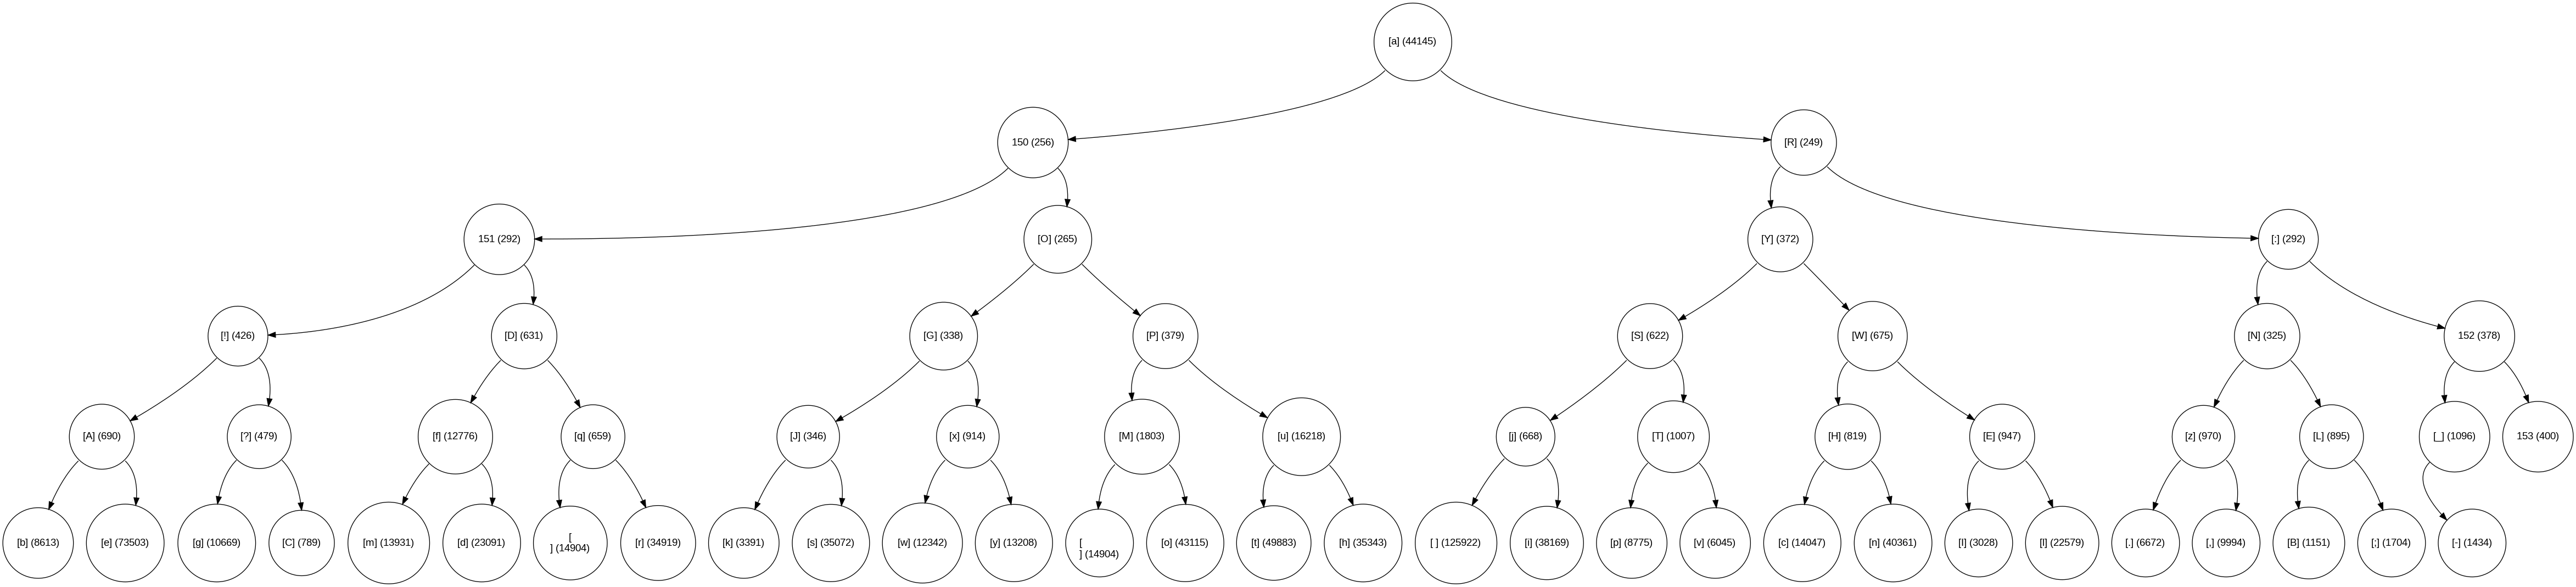 [a] (44145)
150 (256)
[R] (249)
151 (292)
[O] (265)
[Y] (372)
[:] (292)
[!] (426)
[D] (631)
[G] (338)
[P] (379)
[S] (622)
[W] (675)
[N] (325)
152 (378)
[A] (690)
[?] (479)
[f] (12776)
[q] (659)
[J] (346)
[x] (914)
[M] (1803)
[u] (16218)
[j] (668)
[T] (1007)
[H] (819)
[E] (947)
[z] (970)
[L] (895)
[_] (1096)
153 (400)
[b] (8613)
[e] (73503)
[g] (10669)
[C] (789)
[m] (13931)
[d] (23091)
[
] (14904)
[r] (34919)
[k] (3391)
[s] (35072)
[w] (12342)
[y] (13208)
[
] (14904)
[o] (43115)
[t] (49883)
[h] (35343)
[ ] (125922)
[i] (38169)
[p] (8775)
[v] (6045)
[c] (14047)
[n] (40361)
[I] (3028)
[l] (22579)
[.] (6672)
[,] (9994)
[B] (1151)
[;] (1704)
[-] (1434)